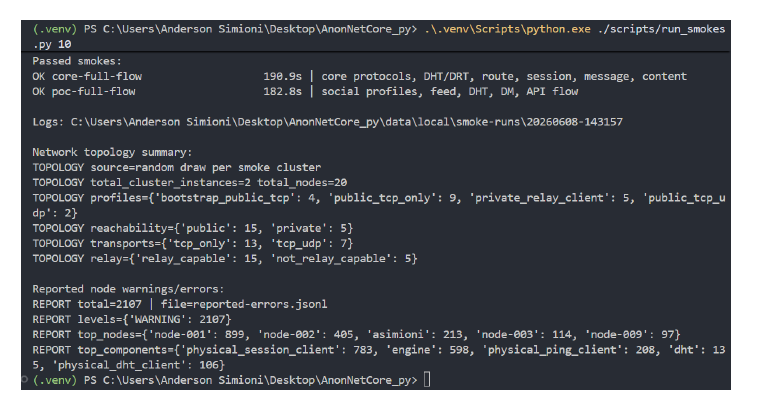 (.venv) PS C:\Users\Anderson Simioni\Desktop\AnonNetCore_py> .\.venv\Scripts\python.exe ./scripts/run_smokes
.py 10
Passed smokes:
OK core-full-flow 190.9s | core protocols, DHT/DRT, route, session, message, content
OK poc-full-flow 182.8s | social profiles, feed, DHT, DM, API flow
Logs: C:\Users\Anderson Simioni\Desktop\AnonNetCore_py\data\local\smoke-runs\20260608-143157
Network topology summary:
TOPOLOGY source=random draw per smoke cluster
TOPOLOGY total_cluster_instances=2 total_nodes=20
TOPOLOGY profiles={'bootstrap_public_tcp': 4, 'public_tcp_only': 9, 'private_relay_client': 5, 'public_tcp_u
dp': 2}
TOPOLOGY reachability={'public': 15, 'private': 5}
TOPOLOGY transports={'tcp_only': 13, 'tcp_udp': 7}
TOPOLOGY relay={'relay_capable': 15, 'not_relay_capable': 5}
Reported node warnings/errors:
REPORT total=2107 | file=reported-errors.jsonl
REPORT levels={'WARNING': 2107}
REPORT top_nodes={'node-001': 899, 'node-002': 405, 'asimioni': 213, 'node-003': 114, 'node-009': 97}
REPORT top_components={'physical_session_client': 783, 'engine': 598, 'physical_ping_client': 208, 'dht': 13
5, 'physical_dht_client': 106}
(.venv) PS C:\Users\Anderson Simioni\Desktop\AnonNetCore_py>